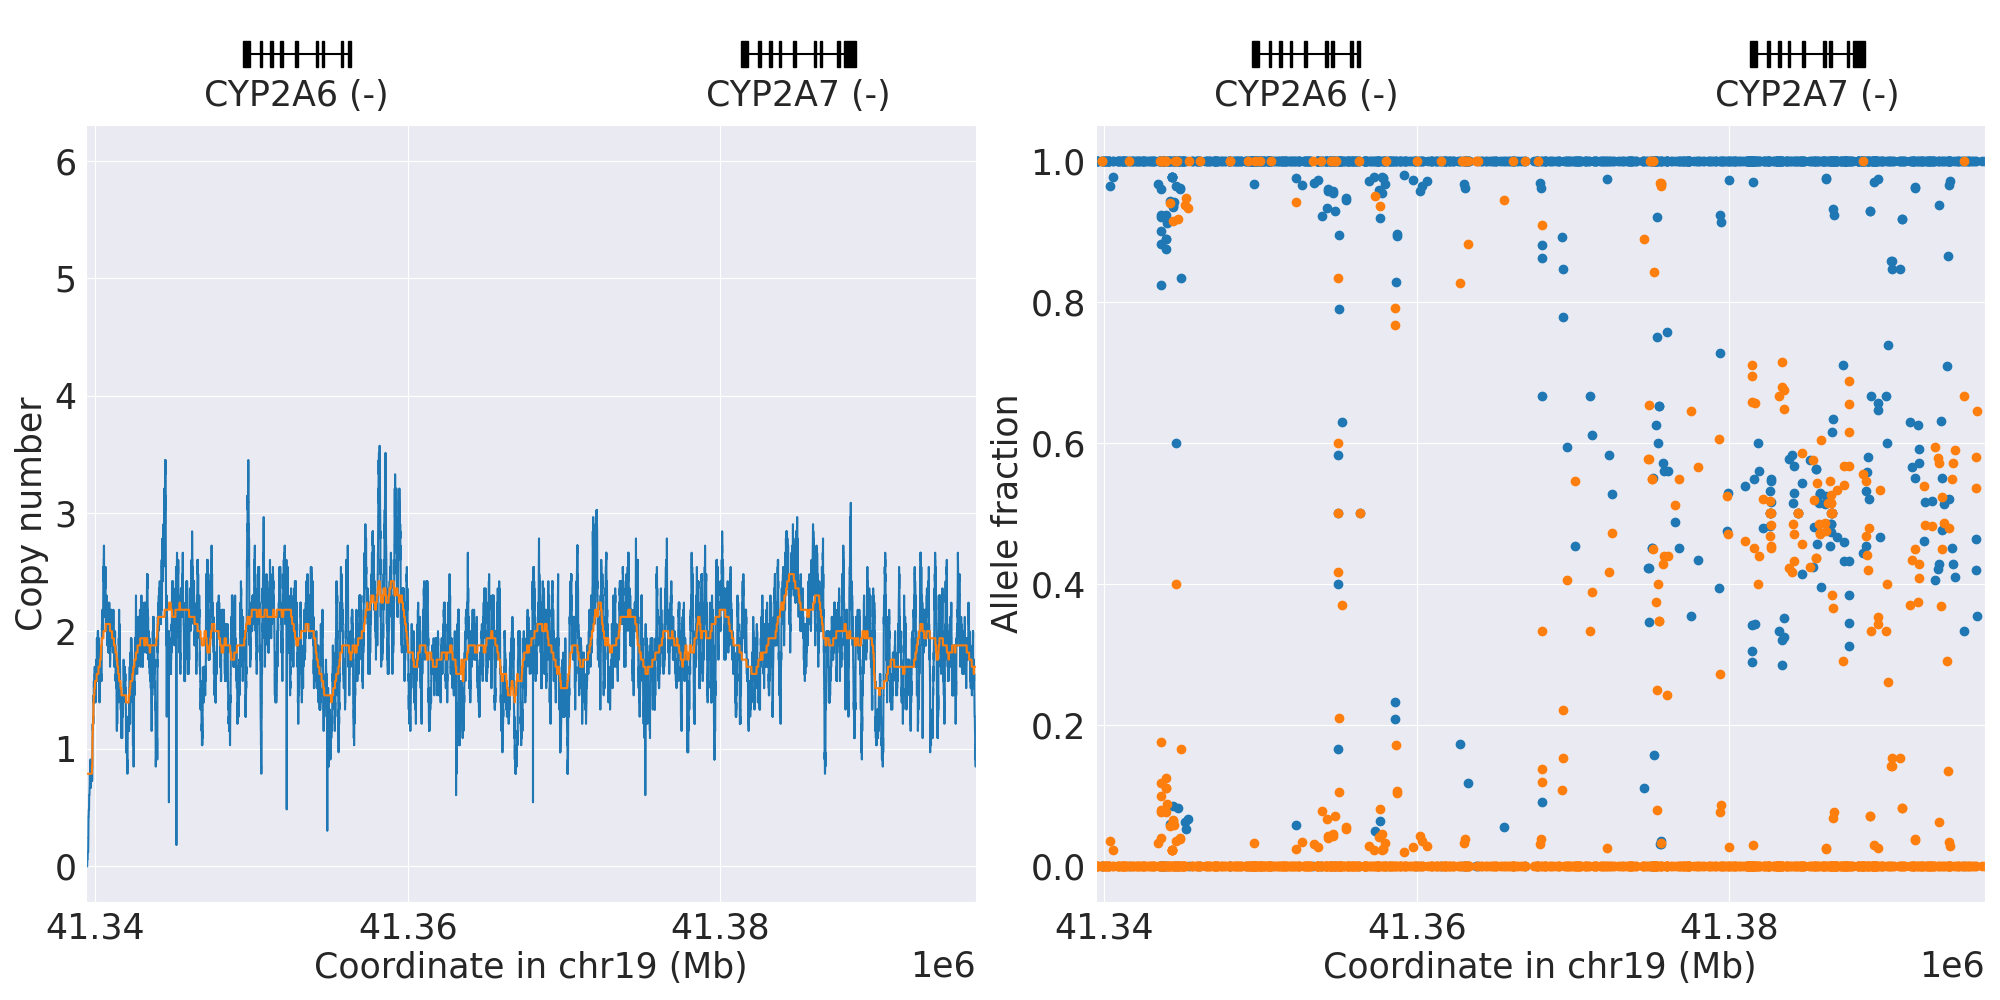 CYP2A6 (-)
CYP2A7 (-)
6
5
4
3
2
1
0
Copy number
41.34
41.36
41.38
Coordinate in chr19 (Mb)
1e6
CYP2A6 (-)
CYP2A7 (-)
1.0
0.8
0.6
0.4
0.2
0.0
Allele fraction
41.34
41.36
41.38
Coordinate in chr19 (Mb)
1e6